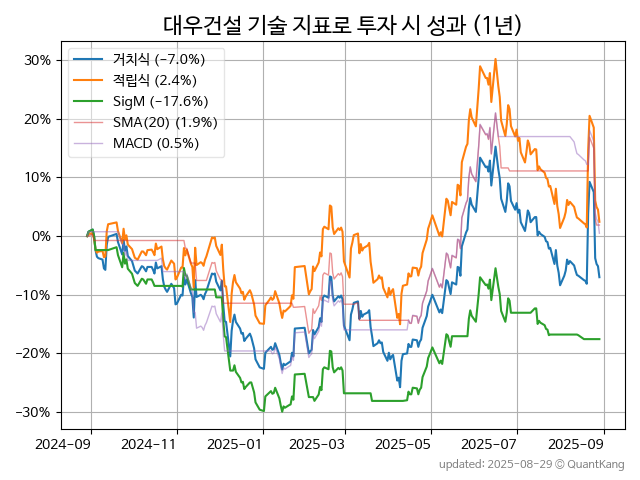 대우건설 기술 지표로 투자 시 성과 (1년)
거치식 (−7.0%)
적립식 (2.4%)
SigM (−17.6%)
SMA(20) (1.9%)
MACD (0.5%)
30%
20%
10%
0%
−10%
−20%
−30%
2024-09 2024-11 2025-01 2025-03 2025-05 2025-07 2025-09
updated: 2025-08-29 © QuantKang